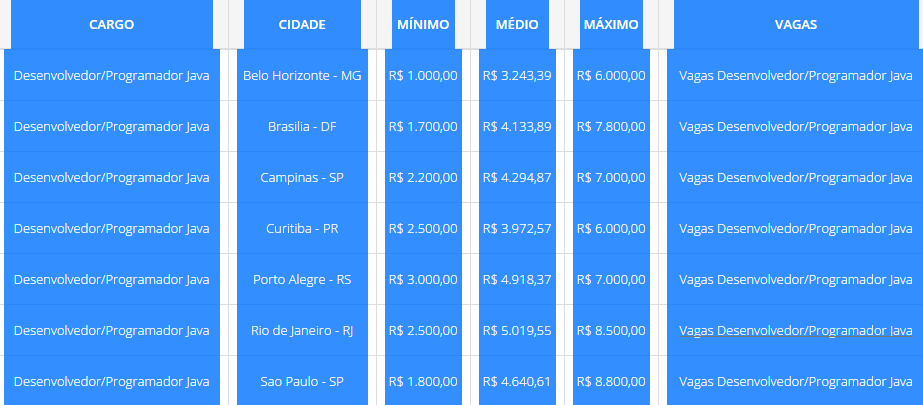 CARGO CIDADE MÍNIMO MÉDIO MÁXIMO VAGAS
Desenvolvedor/Programador Java Belo Horizonte - MG R$ 1.000,00 R$ 3.243,39 R$ 6.000,00 Vagas Desenvolvedor/Programador Java
Desenvolvedor/Programador Java Brasilia - DF R$ 1.700,00 R$ 4.133,89 R$ 7.800,00 Vagas Desenvolvedor/Programador Java
Desenvolvedor/Programador Java Campinas - SP R$ 2.200,00 R$ 4.294,87 R$ 7.000,00 Vagas Desenvolvedor/Programador Java
Desenvolvedor/Programador Java Curitiba - PR R$ 2.500,00 R$ 3.972,57 R$ 6.000,00 Vagas Desenvolvedor/Programador Java
Desenvolvedor/Programador Java Porto Alegre - RS R$ 3.000,00 R$ 4.918,37 R$ 7.000,00 Vagas Desenvolvedor/Programador Java
Desenvolvedor/Programador Java Rio de Janeiro - RJ R$ 2.500,00 R$ 5.019,55 R$ 8.500,00 Vagas Desenvolvedor/Programador Java
Desenvolvedor/Programador Java Sao Paulo - SP R$ 1.800,00 R$ 4.640,61 R$ 8.800,00 Vagas Desenvolvedor/Programador Java